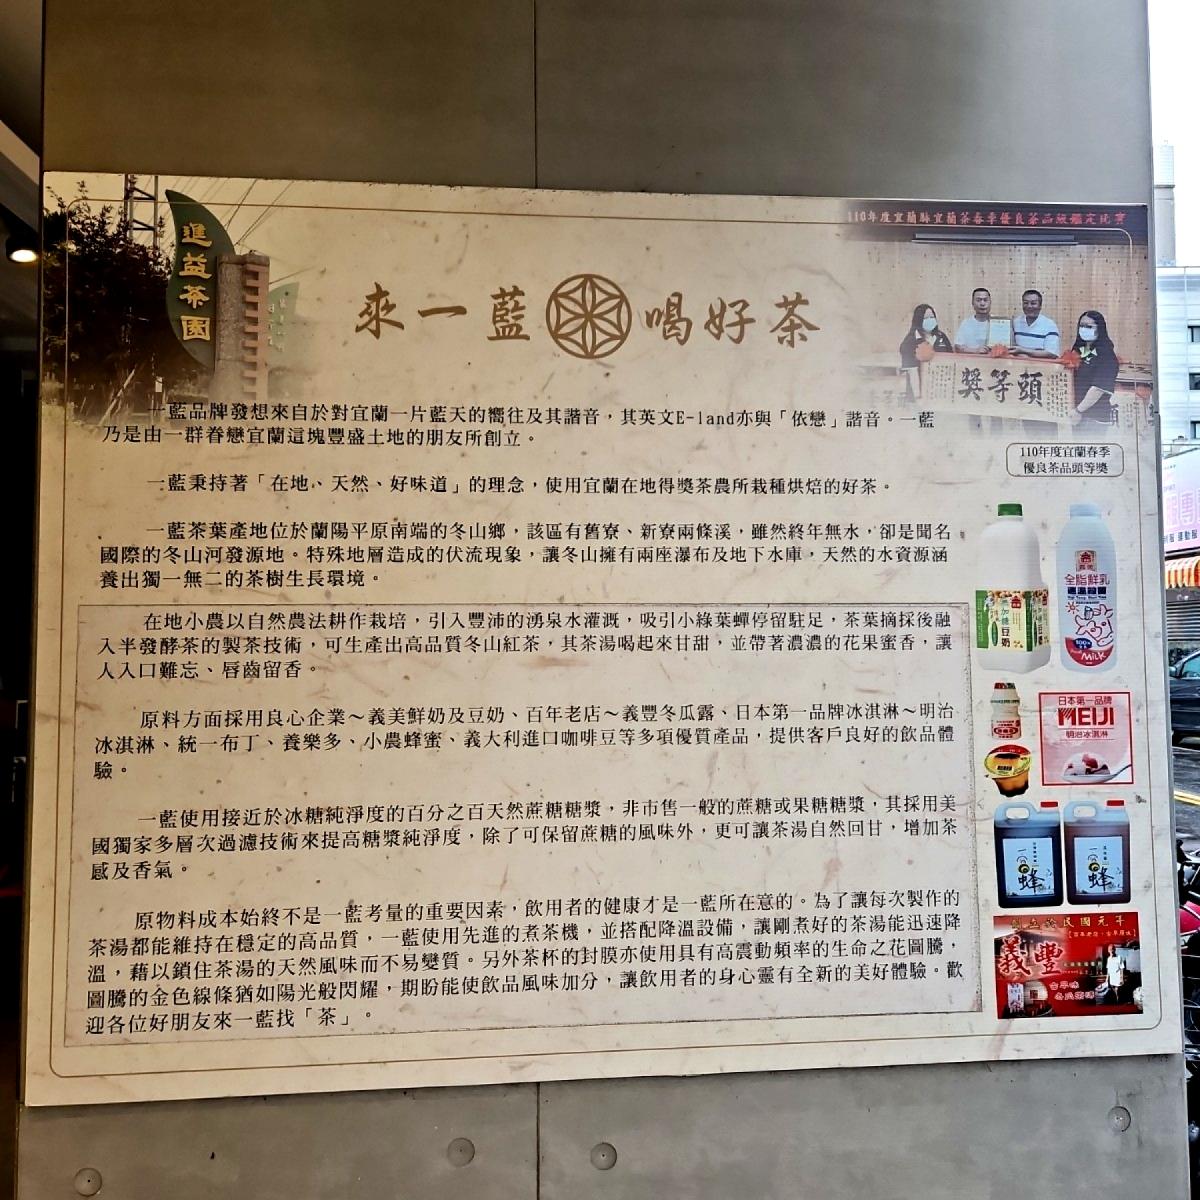 進益茶園
110年度宜蘭縣宜蘭茶春季優良茶品級鑑定比賽
來一藍 喝好茶
獎等頭
110年度宜蘭春季
優良茶品頭等獎
一藍品牌發想來自於對宜蘭一片藍天的嚮往及其諧音，其英文E-land亦與「依戀」諧音。一藍
乃是由一群眷戀宜蘭這塊豐盛土地的朋友所創立。
一藍秉持著「在地、天然、好味道」的理念，使用宜蘭在地得獎茶農所栽種烘焙的好茶。
一藍茶葉產地位於蘭陽平原南端的冬山鄉，該區有舊寮、新寮兩條溪，雖然終年無水，卻是聞名
國際的冬山河發源地。特殊地層造成的伏流現象，讓冬山擁有兩座瀑布及地下水庫，天然的水資源涵
養出獨一無二的茶樹生長環境。
在地小農以自然農法耕作栽培，引入豐沛的湧泉水灌溉，吸引小綠葉蟬停留駐足，茶葉摘採後融
入半發酵茶的製茶技術，可生產出高品質冬山紅茶，其茶湯喝起來甘甜，並帶著濃濃的花果蜜香，讓
人入口難忘、唇齒留香。
原料方面採用良心企業～義美鮮奶及豆奶、百年老店～義豐冬瓜露、日本第一品牌冰淇淋～明治
冰淇淋、統一布丁、養樂多、小農蜂蜜、義大利進口咖啡豆等多項優質產品，提供客戶良好的飲品體
驗。
一藍使用接近於冰糖純淨度的百分之百天然蔗糖糖漿，非市售一般的蔗糖或果糖糖漿，其採用美
國獨家多層次過濾技術來提高糖漿純淨度，除了可保留蔗糖的風味外，更可讓茶湯自然回甘，增加茶
感及香氣。
原物料成本始終不是一藍考量的重要因素，飲用者的健康才是一藍所在意的。為了讓每次製作的
茶湯都能維持在穩定的高品質，一藍使用先進的煮茶機，並搭配降溫設備，讓剛煮好的茶湯能迅速降
溫，藉以鎖住茶湯的天然風味而不易變質。另外茶杯的封膜亦使用具有高震動頻率的生命之花圖騰，
圖騰的金色線條猶如陽光般閃耀，期盼能使飲品風味加分，讓飲用者的身心靈有全新的美好體驗。歡
迎各位好朋友來一藍找「茶」。
全脂鮮乳
MILK
豆奶
日本第一品牌
MEIJI
明治冰淇淋
蜂
蜂
創立於民國元年
義豐
古早味